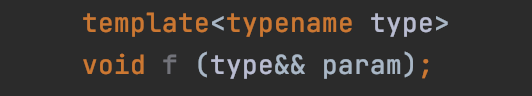 template<typename type>
void f (type&& param);